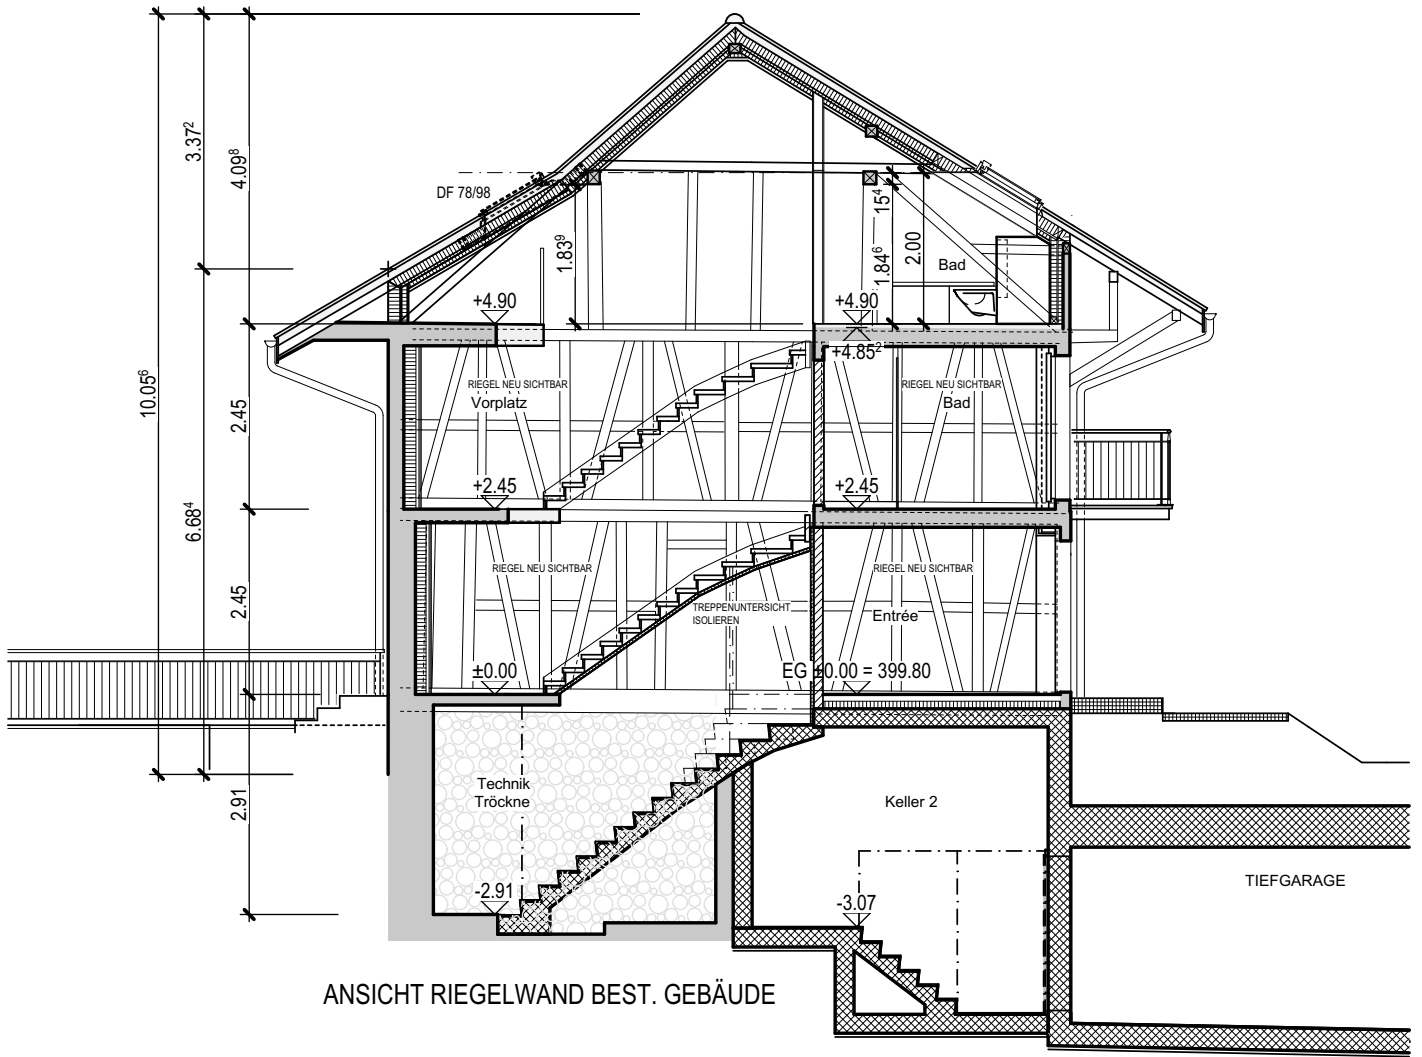 3.37²
4.09⁸
DF 78/98
1.83⁹
1.84⁶
15⁴
2.00
Bad
+4.90
+4.90
+4.85²
10.05⁶
2.45
RIEGEL NEU SICHTBAR
Vorplatz
RIEGEL NEU SICHTBAR
Bad
+2.45
+2.45
6.68⁴
2.45
RIEGEL NEU SICHTBAR
RIEGEL NEU SICHTBAR
TREPPENUNTERSICHT
ISOLIEREN
Entrée
±0.00
EG ±0.00 = 399.80
2.91
Technik
Tröckne
Keller 2
-2.91
-3.07
TIEFGARAGE
ANSICHT RIEGELWAND BEST. GEBÄUDE